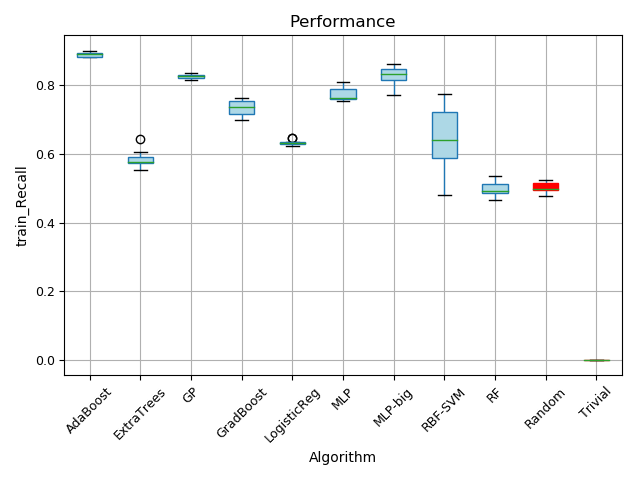 Performance
train_Recall
0.8
0.6
0.4
0.2
0.0
AdaBoost
ExtraTrees
GP
GradBoost
LogisticReg
MLP
MLP-big
RBF-SVM
RF
Random
Trivial
Algorithm